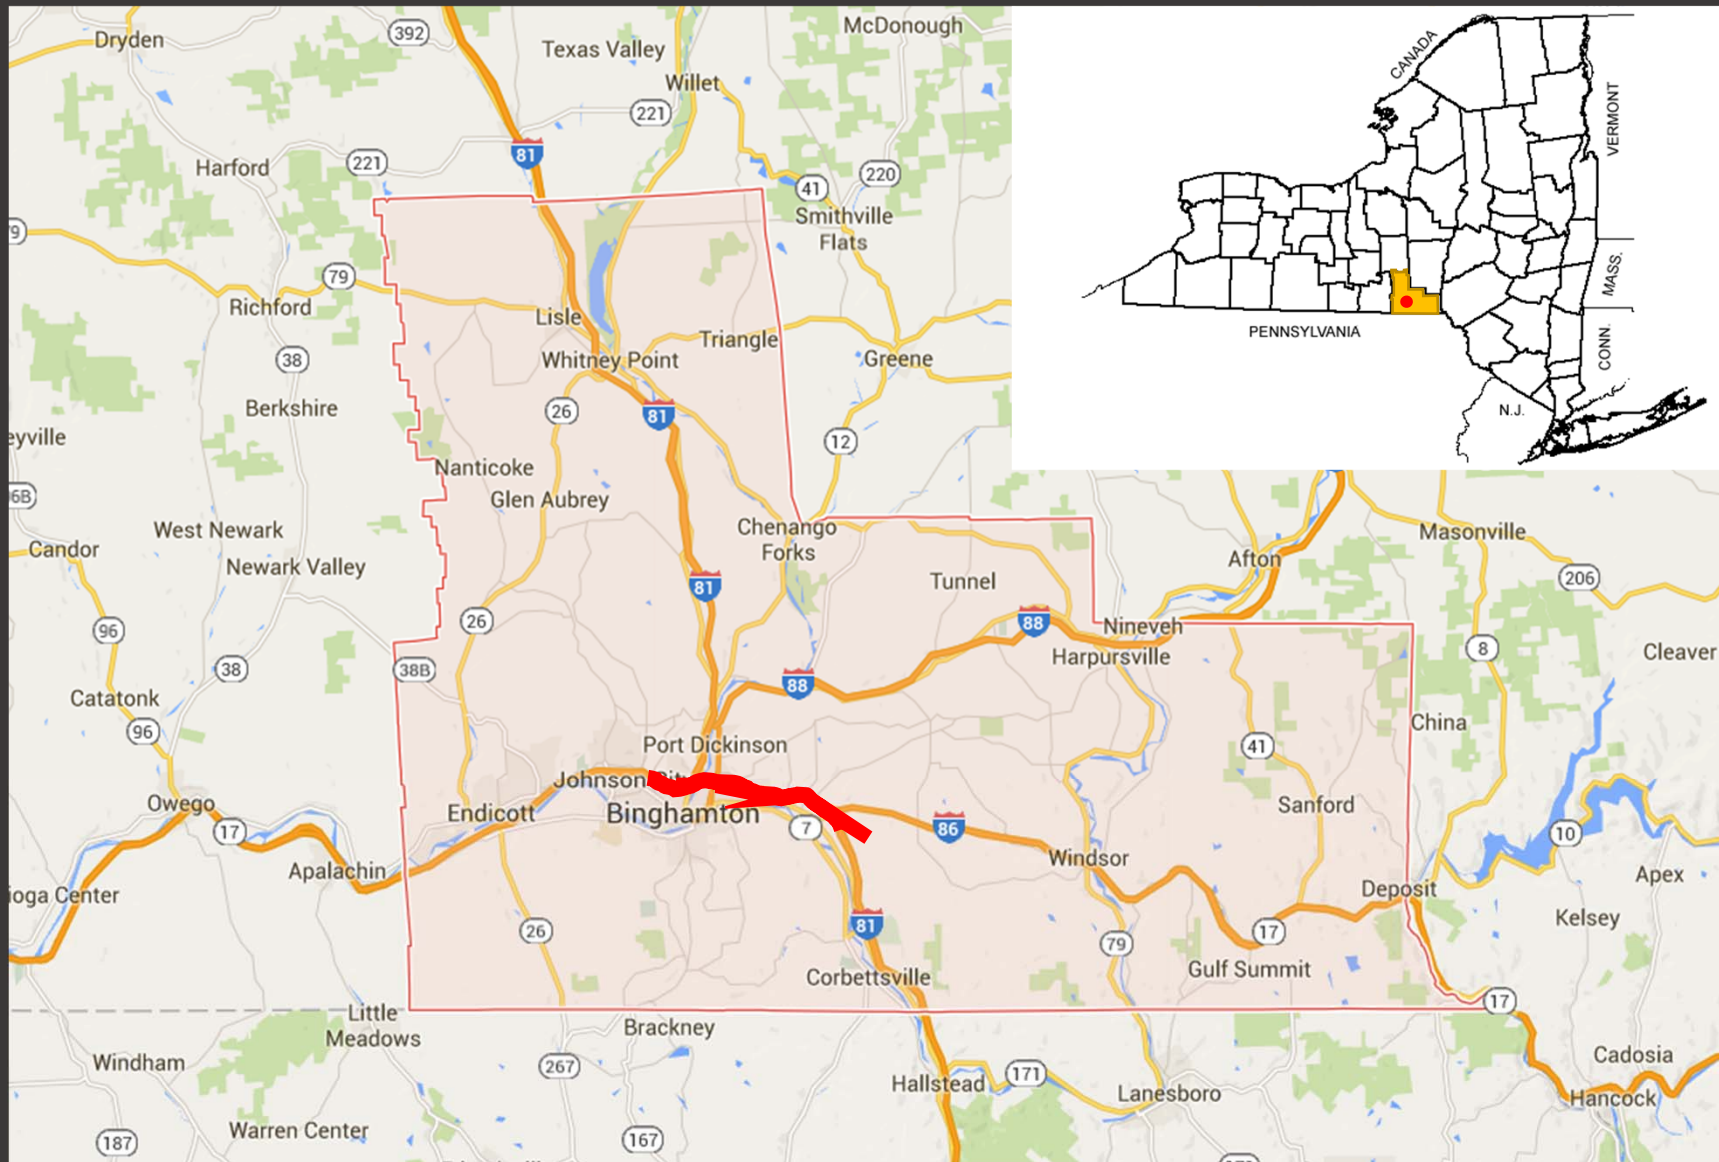 Dryden
392
Texas Valley
McDonough
Willet
221
81
Harford
221
41
220
Smithville
Flats
79
Richford
Lisle
Triangle
Whitney Point
Greene
38
Berkshire
26
81
12
eyville
Nanticoke
Glen Aubrey
6B
West Newark
Chenango
Forks
Candor
Newark Valley
81
Tunnel
Afton
Masonville
206
96
26
88
Nineveh
Harpursville
8
Cleaver
38
38B
88
Catatonk
96
Port Dickinson
41
China
Johnson
Owego
17
Endicott
Binghamton
7
86
Sanford
10
Apalachin
Windsor
Deposit
Apex
ioga Center
26
81
79
17
Kelsey
Corbettsville
Gulf Summit
17
Little
Meadows
Brackney
Windham
267
Hallstead
171
Lanesboro
Cadosia
Hancock
187
Warren Center
167
CANADA
VERMONT
MASS.
CONN.
PENNSYLVANIA
N.J.